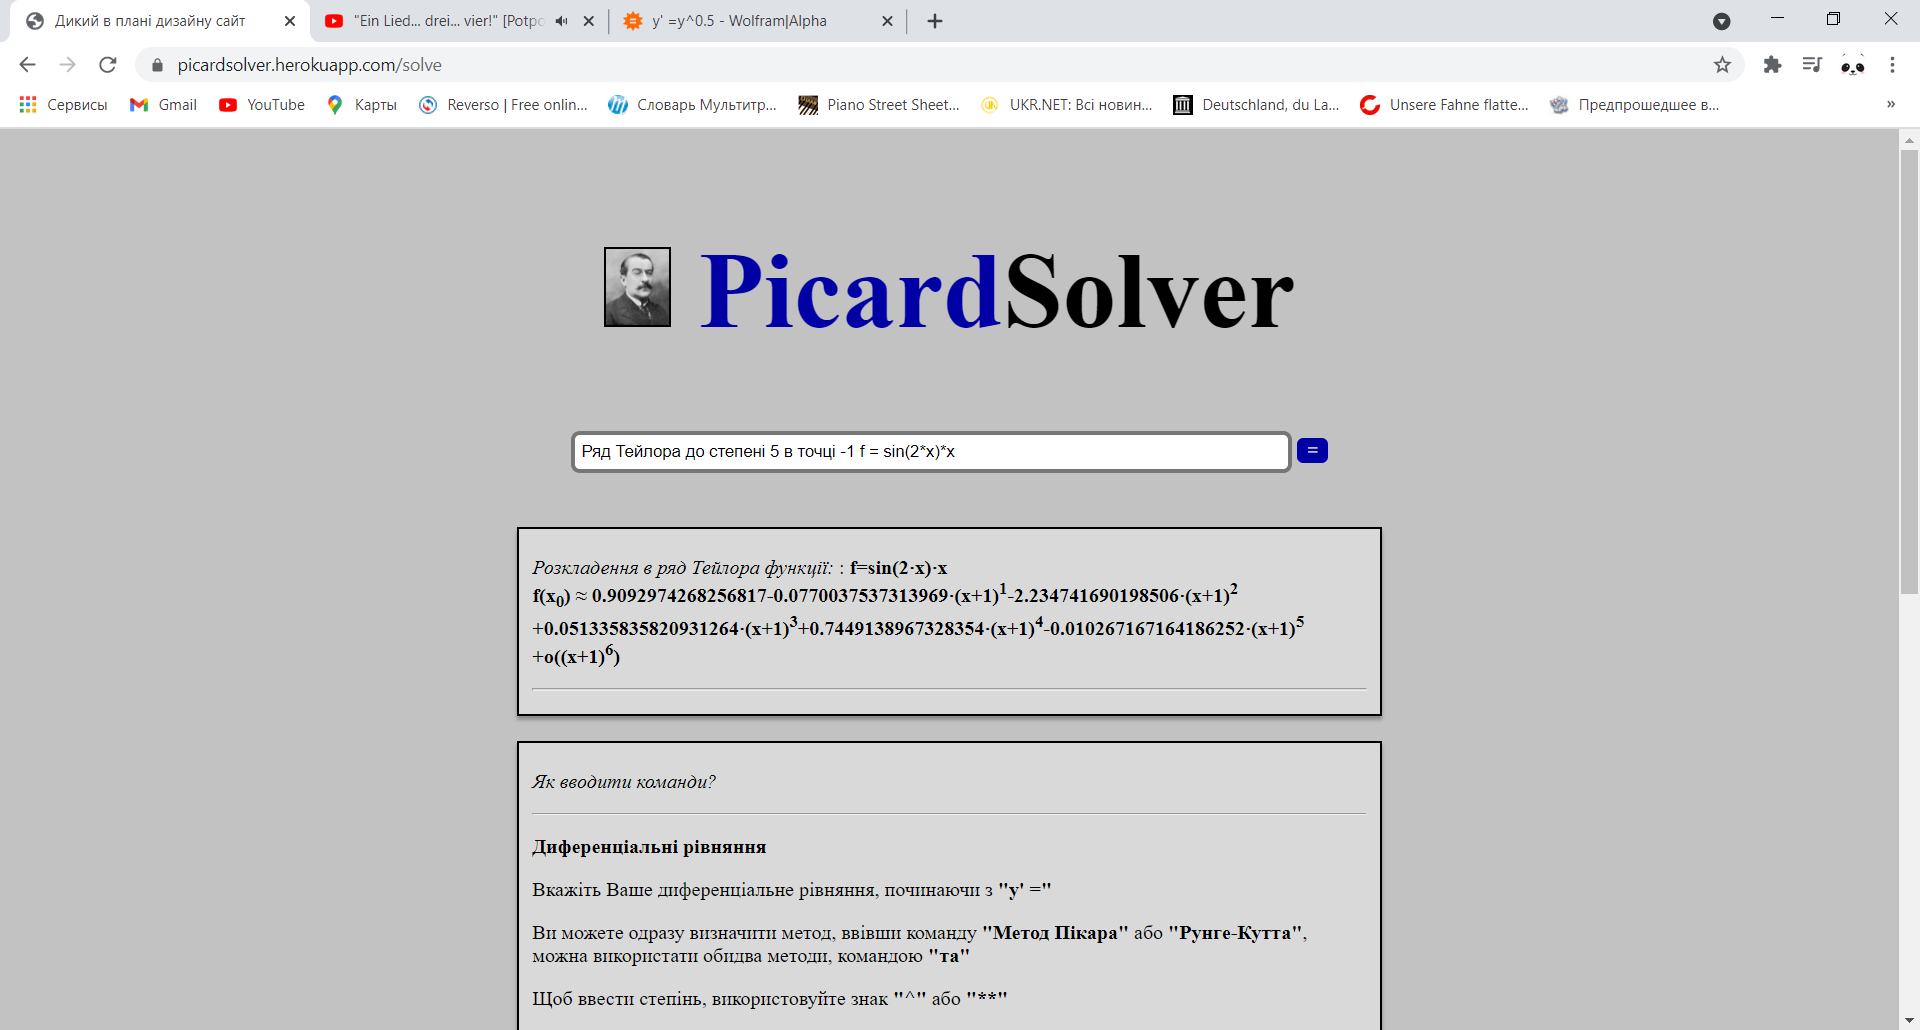 Дикий в плані дизайну сайт
"Ein Lied... drei... vier!" [Potpo
y' =y^0.5 - Wolfram|Alpha
picardsolver.herokuapp.com/solve
Сервисы
Gmail
YouTube
Карты
Reverso | Free onlin...
Словарь Мультитр...
Piano Street Sheet...
UKR.NET: Всі новин...
Deutschland, du La...
Unsere Fahne flatte...
Предпрошедшее в...
»
PicardSolver
Ряд Тейлора до степені 5 в точці -1 f = sin(2*x)*x
=
Розкладення в ряд Тейлора функції: : f=sin(2·x)·x
f(x0) ≈ 0.9092974268256817-0.0770037537313969·(x+1)1-2.234741690198506·(x+1)2
+0.051335835820931264·(x+1)3+0.7449138967328354·(x+1)4-0.010267167164186252·(x+1)5
+o((x+1)6)
Як вводити команди?
Диференціальні рівняння
Вкажіть Ваше диференціальне рівняння, починаючи з "y' ="
Ви можете одразу визначити метод, ввівши команду "Метод Пікара" або "Рунге-Кутта",
можна використати обидва методи, командою "та"
Щоб ввести степінь, використовуйте знак "^" або "**"